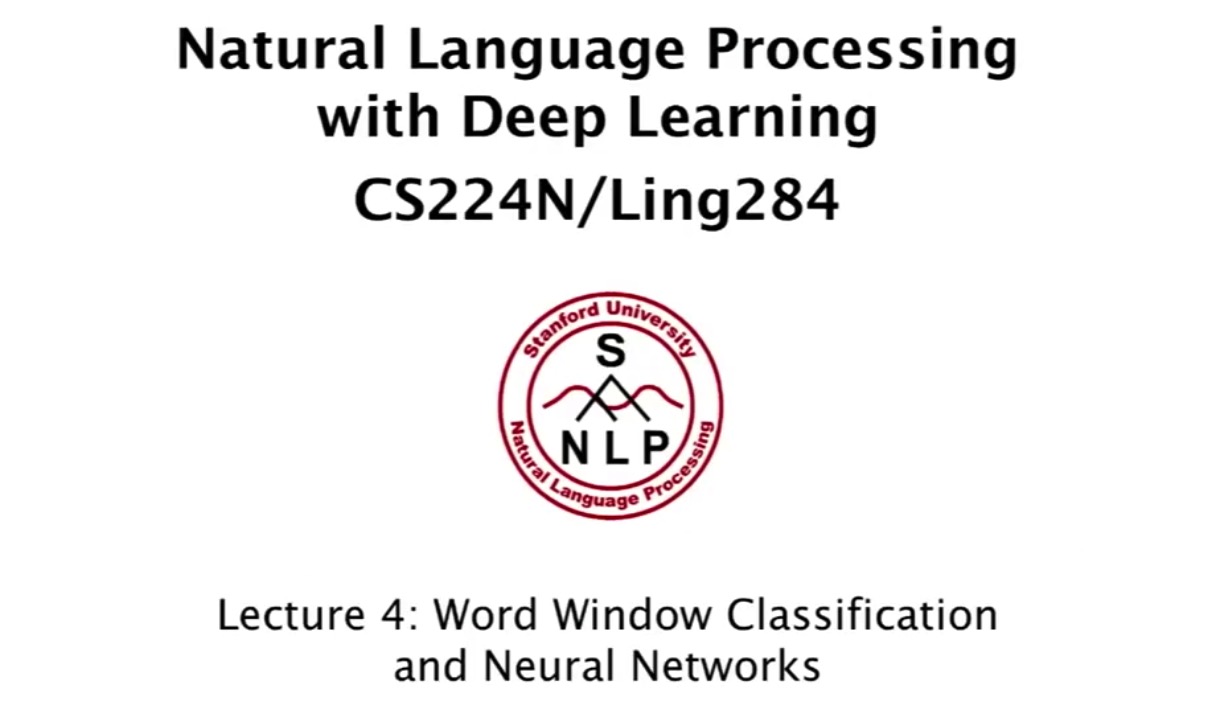 Natural Language Processing
with Deep Learning
CS224N/Ling284
Stanford University
S
N L P
Natural Language Processing
Lecture 4: Word Window Classification
and Neural Networks